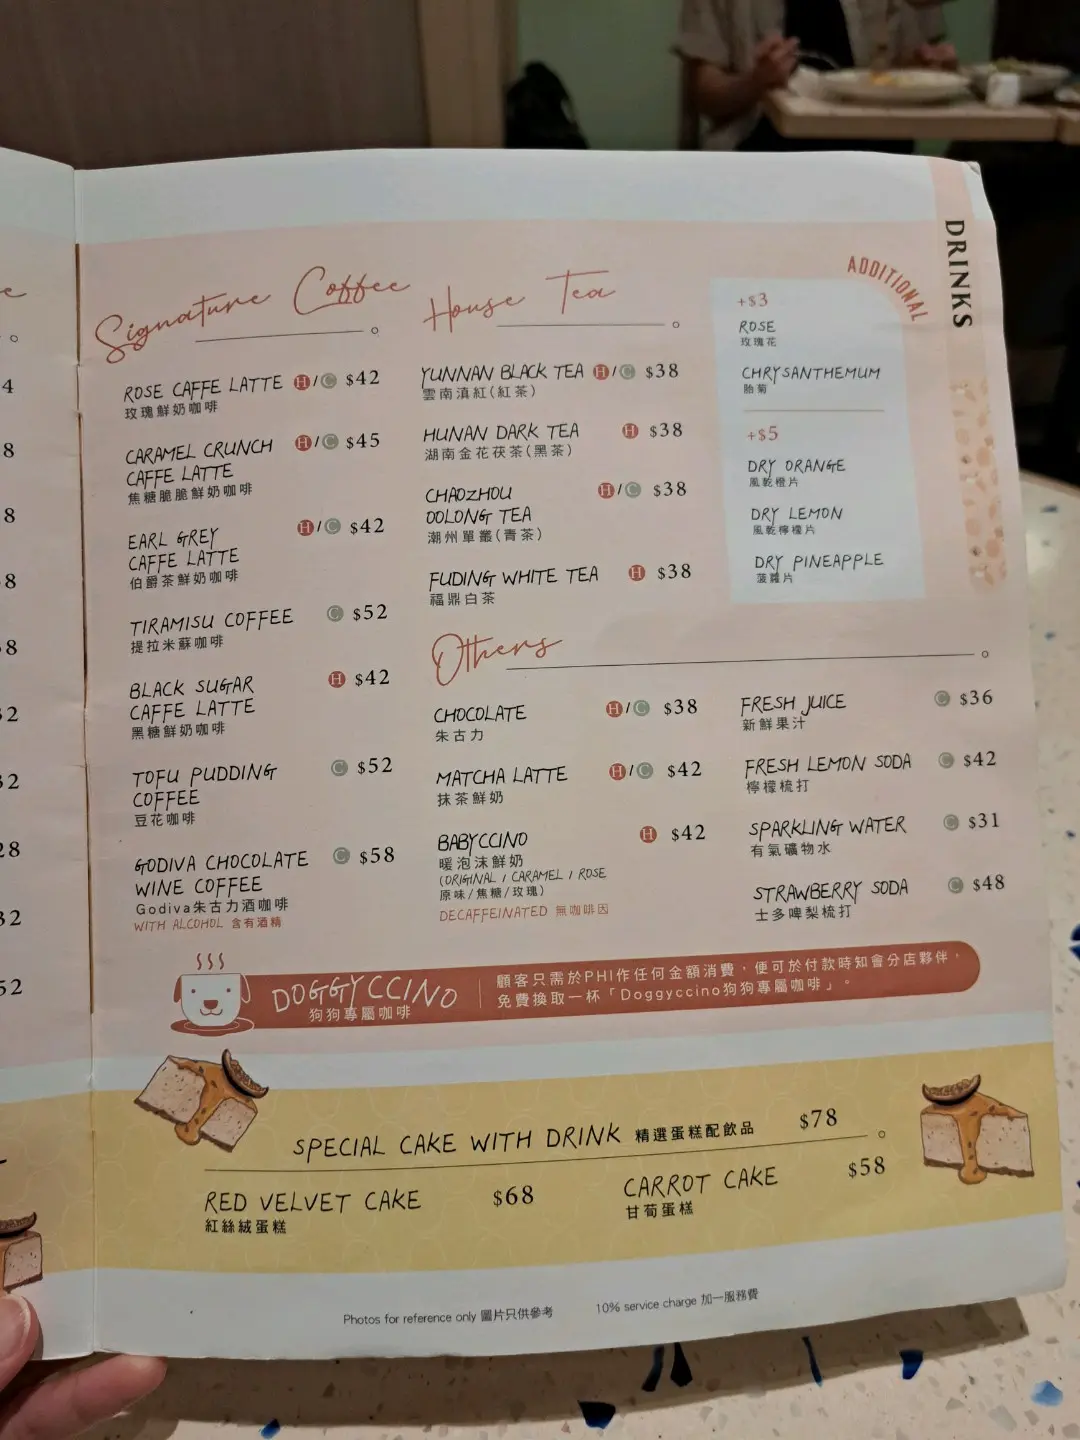 DRINKS
Signature Coffee
ROSE CAFFE LATTE H/C $42
玫瑰鮮奶咖啡
CARAMEL CRUNCH H/C $45
CAFFE LATTE
焦糖脆脆鮮奶咖啡
EARL GREY H/C $42
CAFFE LATTE
伯爵茶鮮奶咖啡
TIRAMISU COFFEE C $52
提拉米蘇咖啡
BLACK SUGAR H $42
CAFFE LATTE
黑糖鮮奶咖啡
TOFU PUDDING C $52
COFFEE
豆花咖啡
GODIVA CHOCOLATE C $58
WINE COFFEE
Godiva朱古力酒咖啡
WITH ALCOHOL 含有酒精
House Tea
YUNNAN BLACK TEA H/C $38
雲南滇紅(紅茶)
HUNAN DARK TEA H $38
湖南金花茯茶(黑茶)
CHAOZHOU H/C $38
OOLONG TEA
潮州單叢(青茶)
FUDING WHITE TEA H $38
福鼎白茶
ADDITIONAL
+$3
ROSE
玫瑰花
CHRYSANTHEMUM
胎菊
+$5
DRY ORANGE
風乾橙片
DRY LEMON
風乾檸檬片
DRY PINEAPPLE
菠蘿片
Others
CHOCOLATE H/C $38
朱古力
MATCHA LATTE H/C $42
抹茶鮮奶
BABYCCINO H $42
暖泡沫鮮奶
(ORIGINAL / CARAMEL / ROSE
原味/焦糖/玫瑰)
DECAFFEINATED 無咖啡因
FRESH JUICE C $36
新鮮果汁
FRESH LEMON SODA C $42
檸檬梳打
SPARKLING WATER C $31
有氣礦物水
STRAWBERRY SODA C $48
士多啤梨梳打
DOGGYCCINO
狗狗專屬咖啡
顧客只需於PHI作任何金額消費，便可於付款時知會分店夥伴，
免費換取一杯「Doggyccino狗狗專屬咖啡」。
SPECIAL CAKE WITH DRINK 精選蛋糕配飲品 $78
RED VELVET CAKE $68
紅絲絨蛋糕
CARROT CAKE $58
甘荀蛋糕
Photos for reference only 圖片只供參考 10% service charge 加一服務費